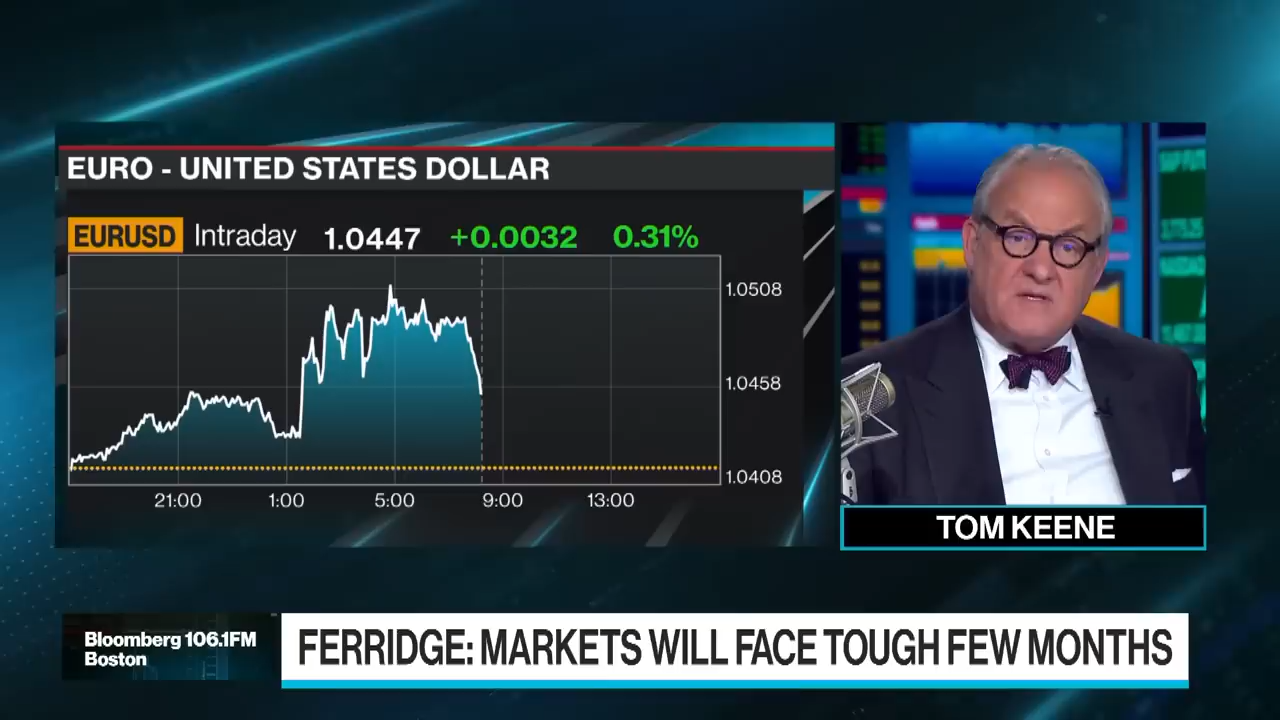 EURO - UNITED STATES DOLLAR
EURUSD Intraday 1.0447 +0.0032 0.31%
1.0508
1.0458
1.0408
21:00 1:00 5:00 9:00 13:00
TOM KEENE
Bloomberg 106.1FM
Boston
FERRIDGE: MARKETS WILL FACE TOUGH FEW MONTHS